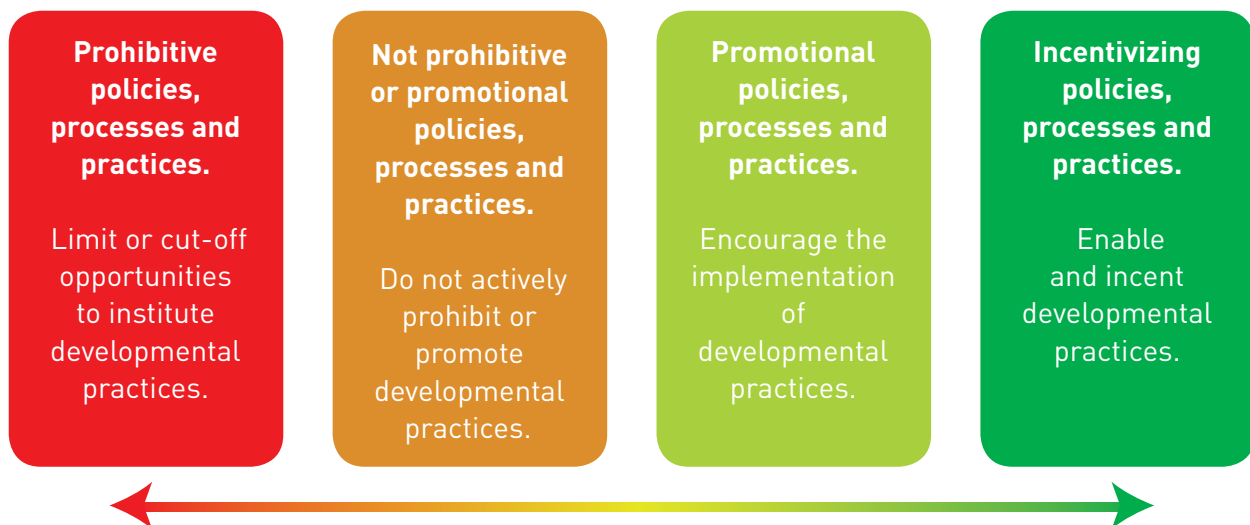 Prohibitive
policies,
processes and
practices.
Limit or cut-off
opportunities
to institute
developmental
practices.
Not prohibitive
or promotional
policies,
processes and
practices.
Do not actively
prohibit or
promote
developmental
practices.
Promotional
policies,
processes and
practices.
Encourage the
implementation
of
developmental
practices.
Incentivizing
policies,
processes and
practices.
Enable
and incent
developmental
practices.